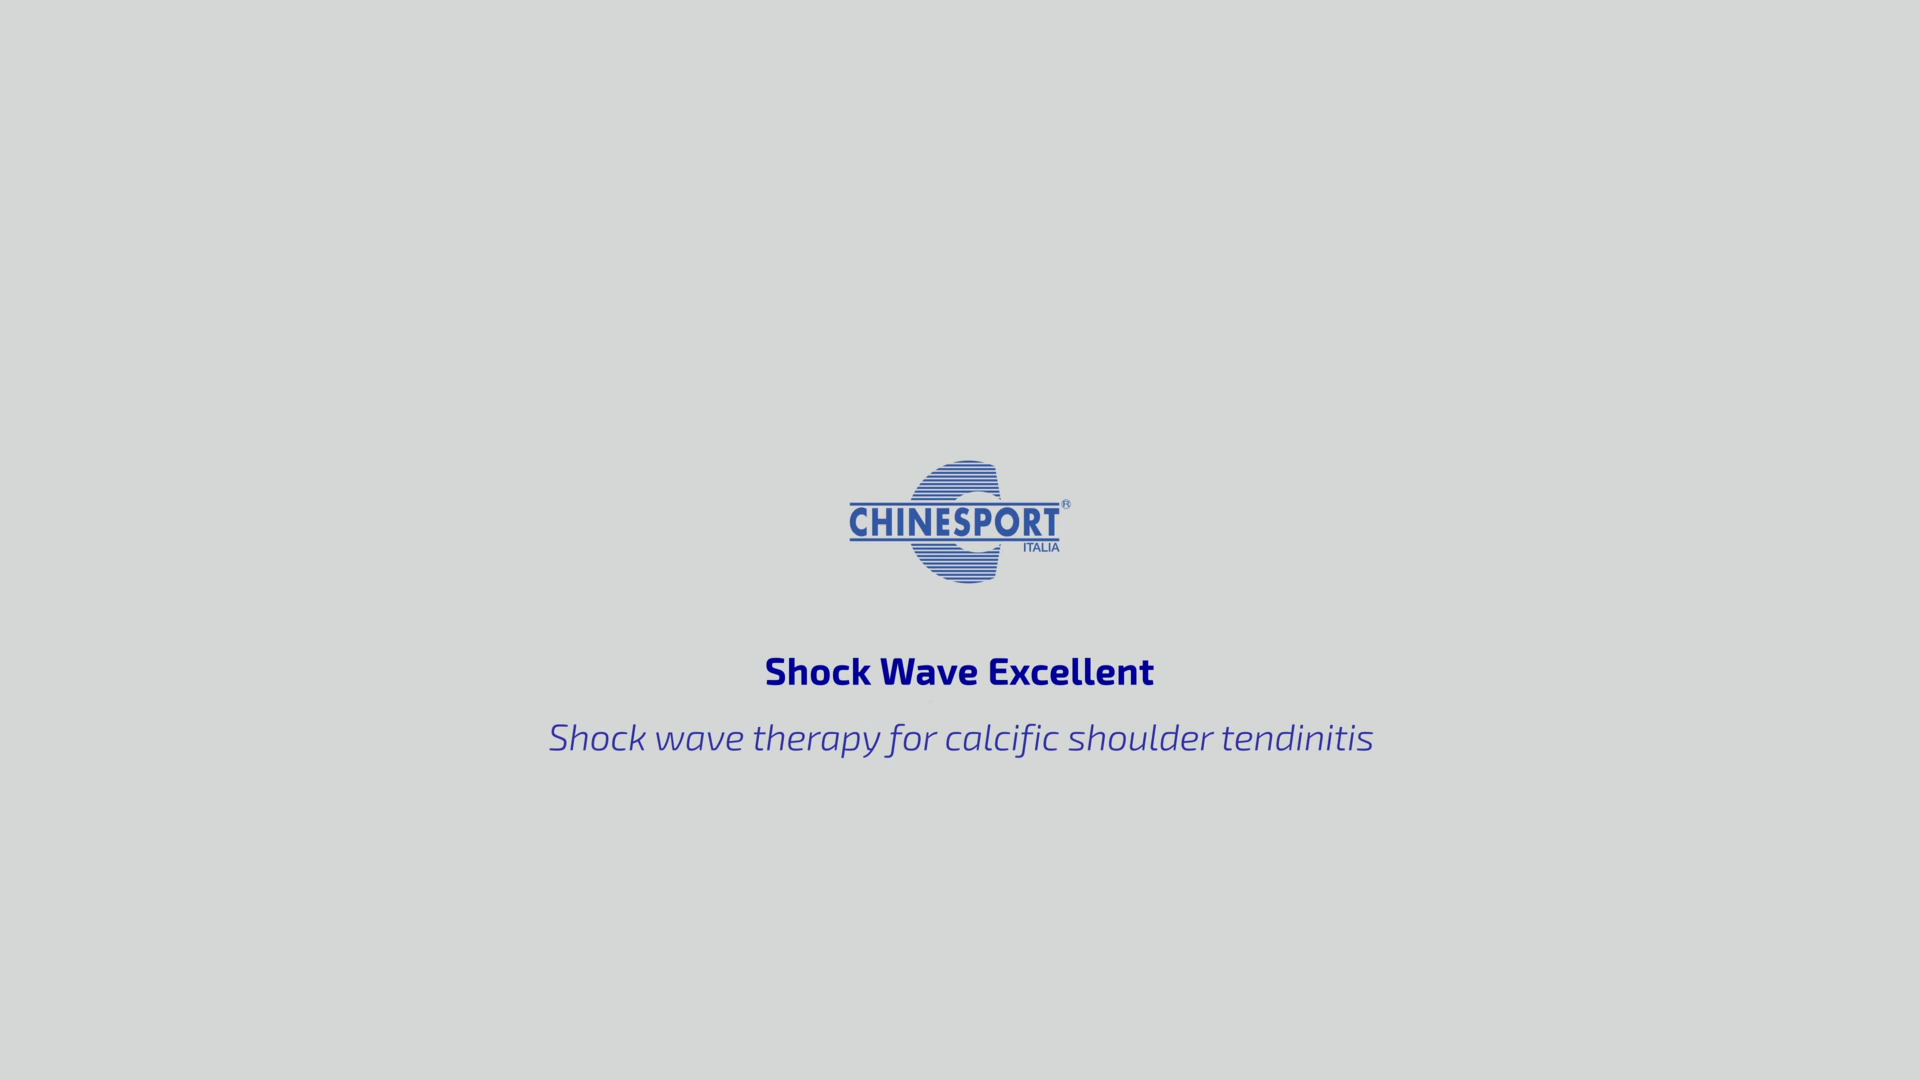 CHINESPORT®
ITALIA
Shock Wave Excellent
Shock wave therapy for calcific shoulder tendinitis